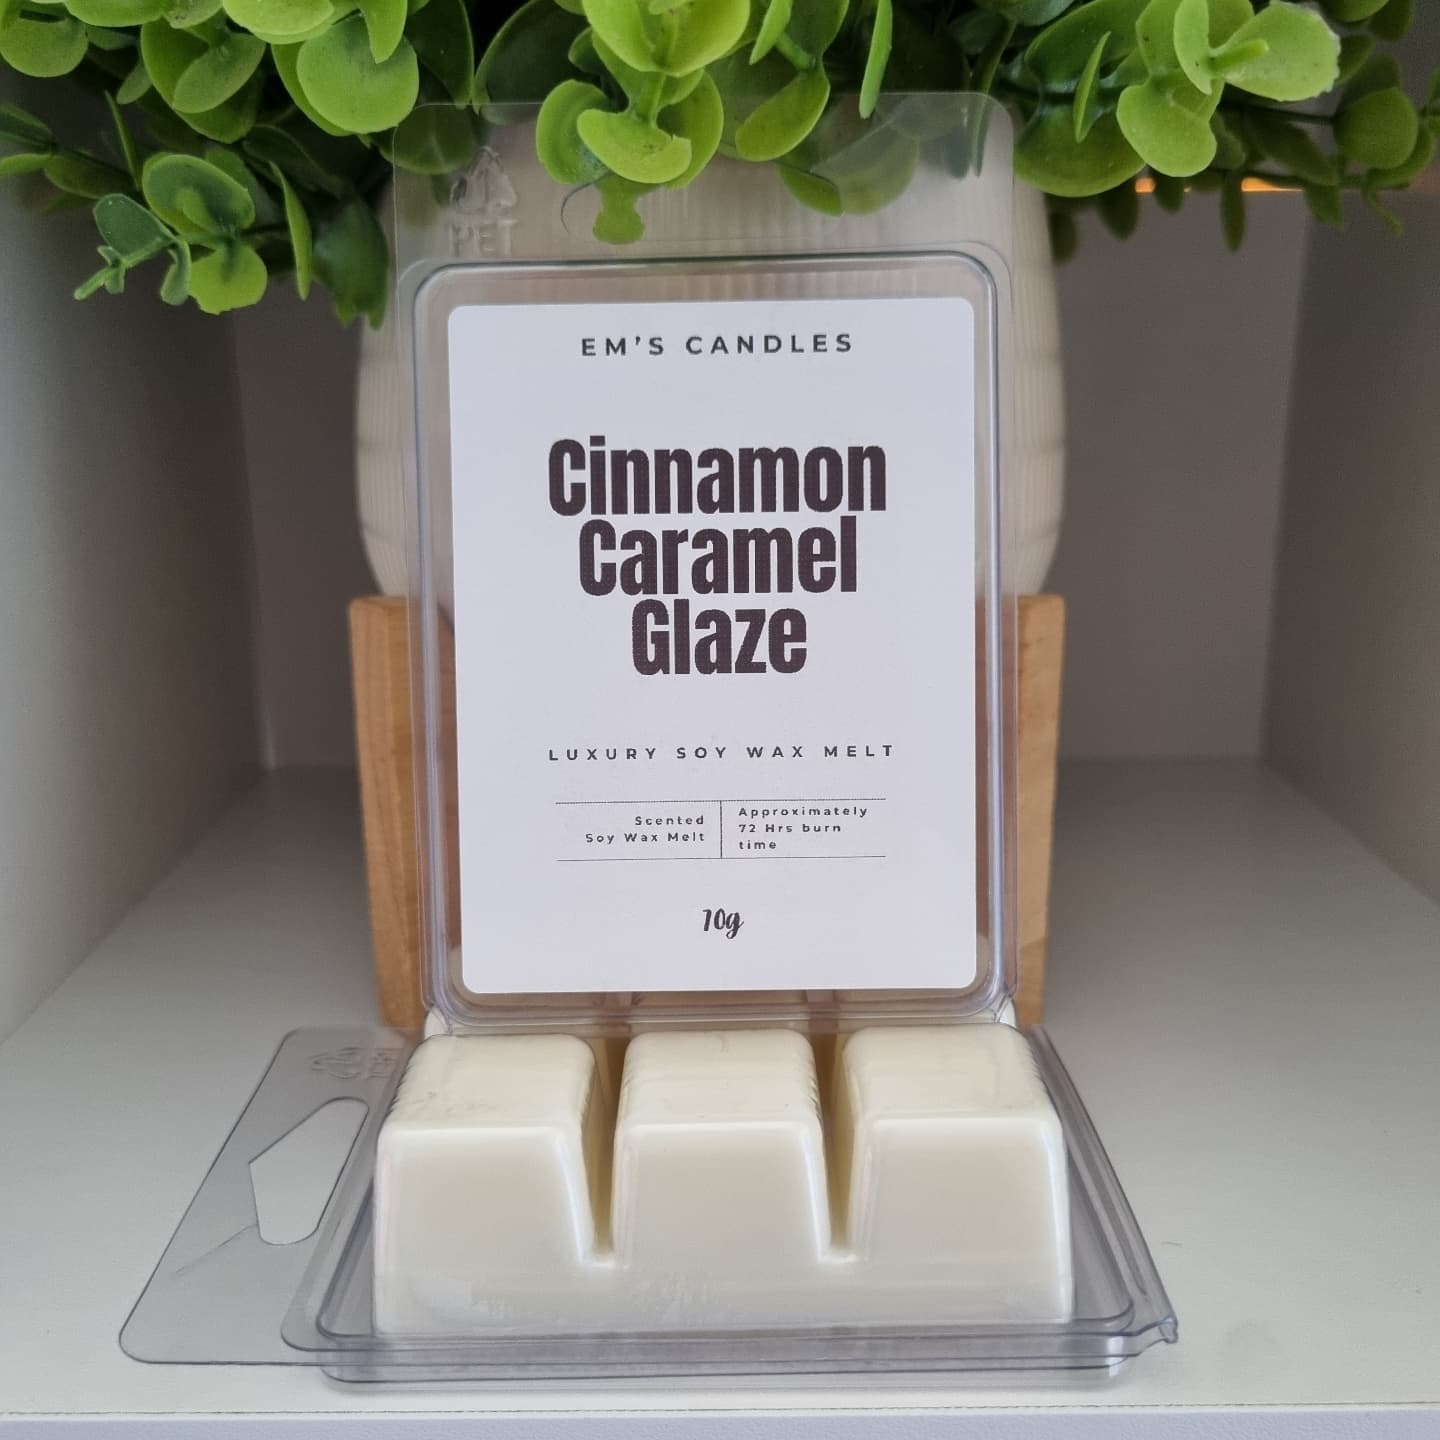 PET
EM'S CANDLES
Cinnamon
Caramel
Glaze
LUXURY SOY WAX MELT
Scented
Soy Wax Melt
Approximately
72 Hrs burn
time
70g